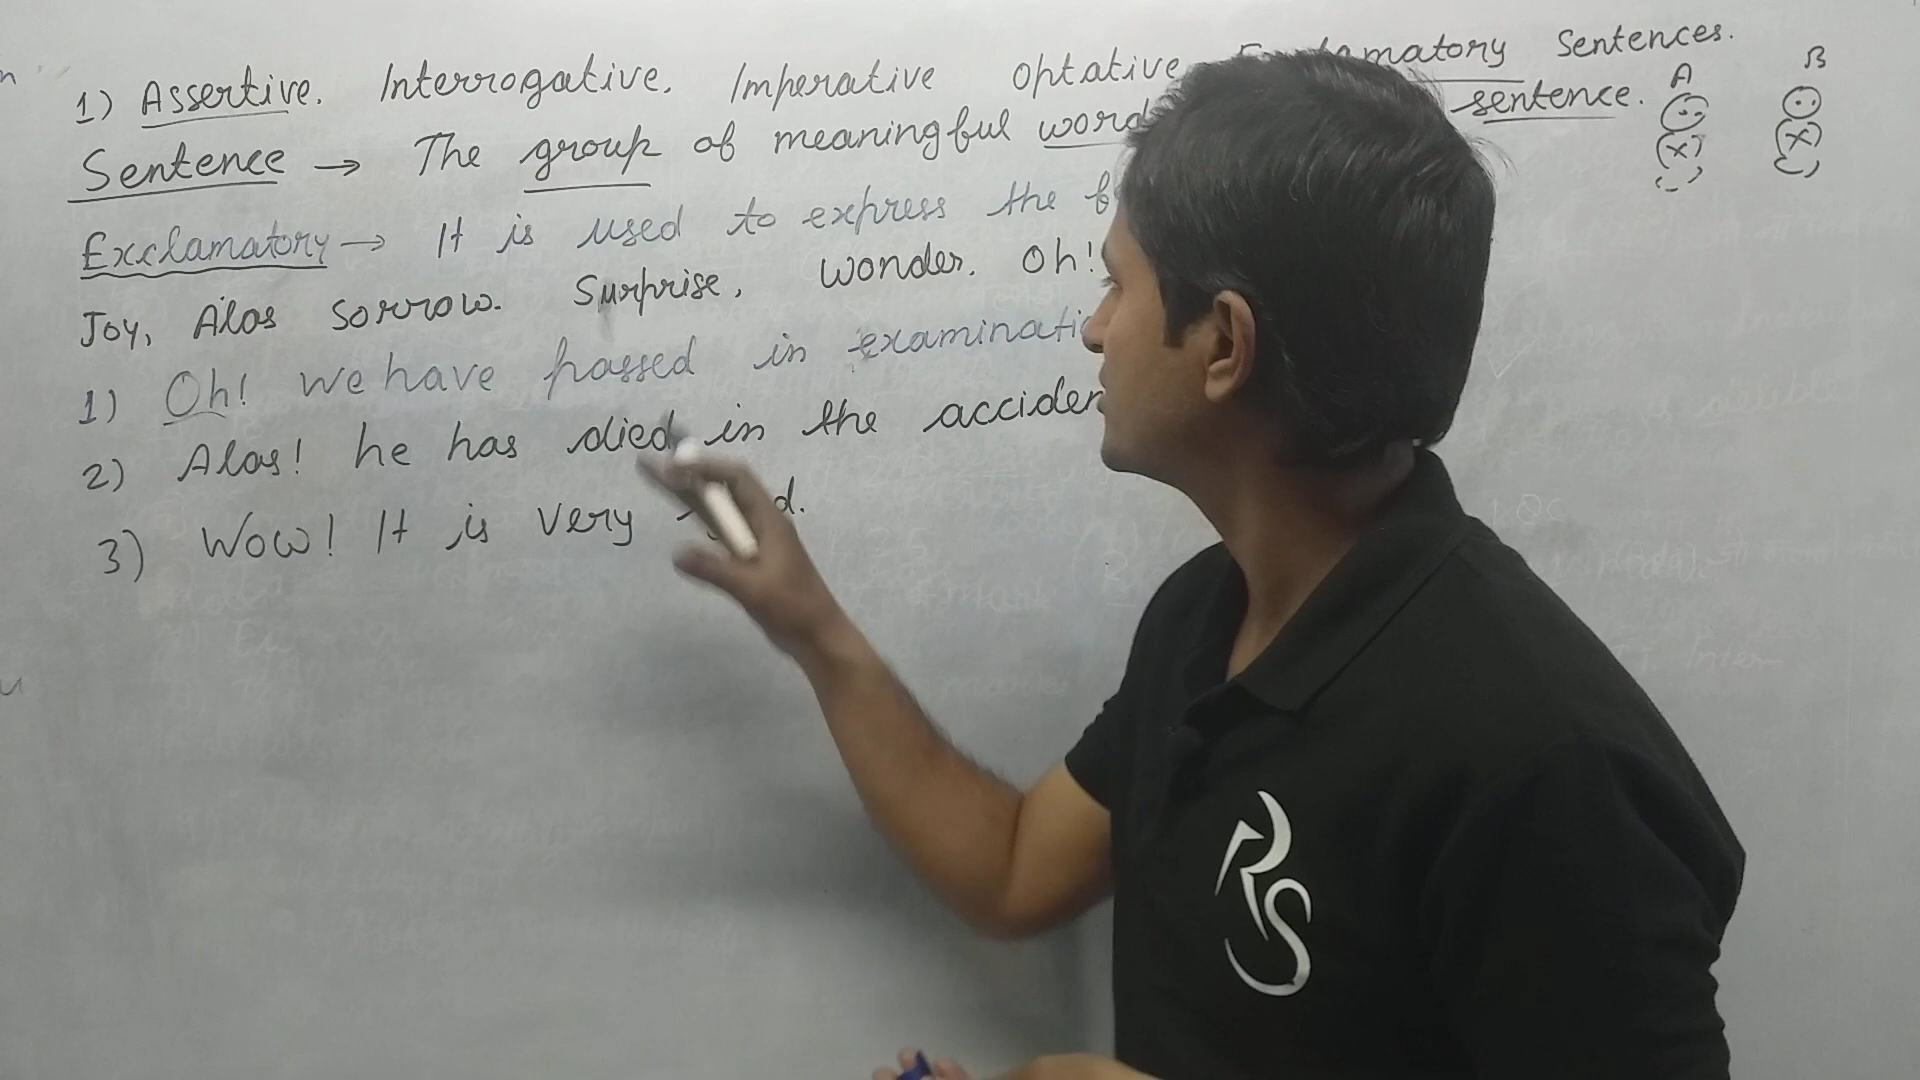 1) Assertive. Interrogative. Imperative Optative Exclamatory Sentences.
Sentence → The group of meaningful word sentence.
A B
Exclamatory → It is used to express the
Joy, Alas sorrow. Surprise, wonder. Oh!
1) Oh! we have passed in examinatio
2) Alas! he has died in the acciden
3) Wow! It is very
RS